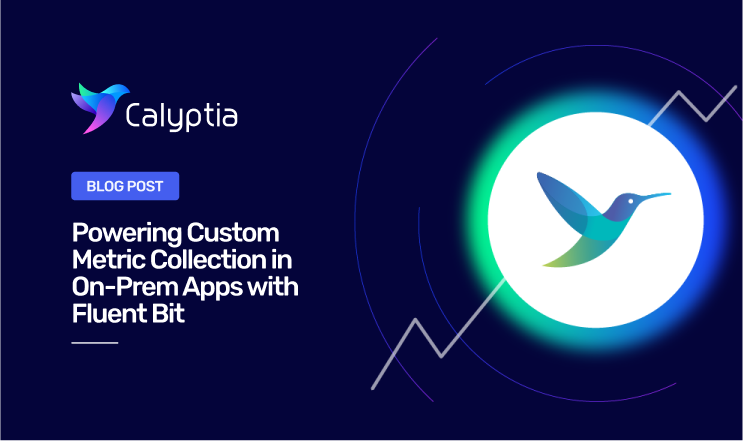 Calyptia
BLOG POST
Powering Custom
Metric Collection in
On-Prem Apps with
Fluent Bit